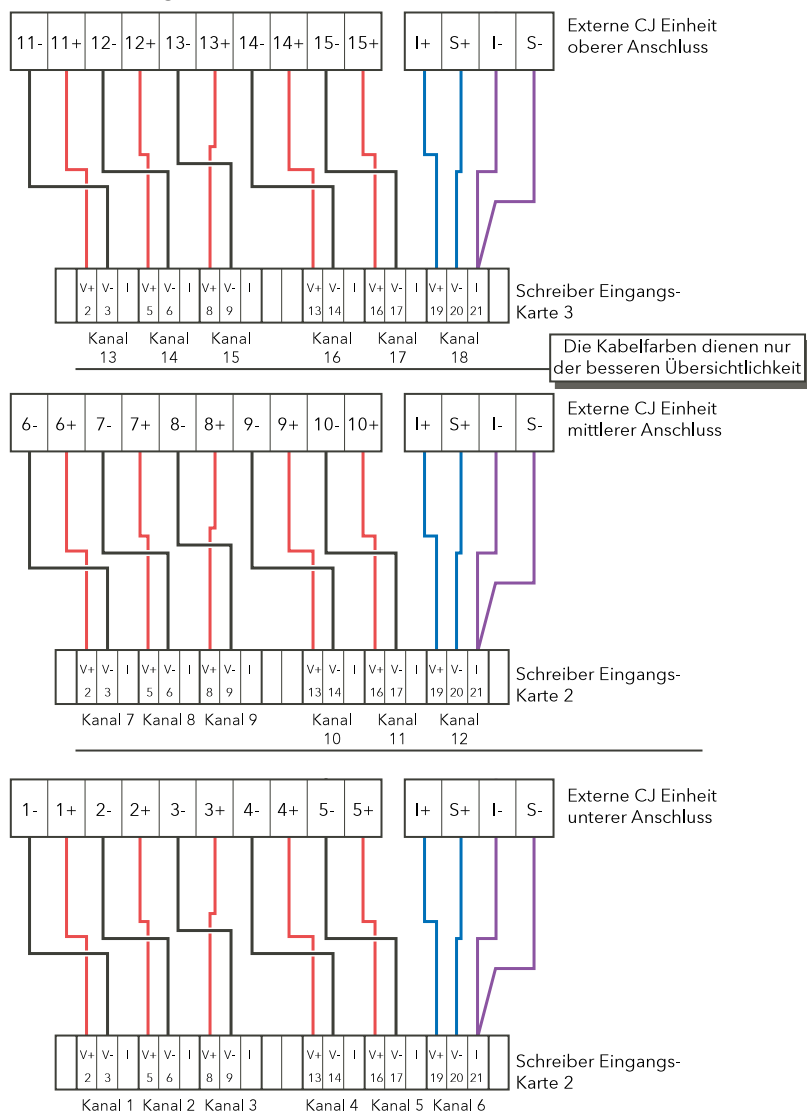 11- 11+ 12- 12+ 13- 13+ 14- 14+ 15- 15+ I+ S+ I- S-
Externe CJ Einheit
oberer Anschluss
V+ V- I V+ V- I V+ V- I V+ V- I V+ V- I V+ V- I
2 3 5 6 8 9 13 14 16 17 19 20 21
Schreiber Eingangs-
Karte 3
Kanal Kanal Kanal Kanal Kanal Kanal
13 14 15 16 17 18
Die Kabelfarben dienen nur
der besseren Übersichtlichkeit
6- 6+ 7- 7+ 8- 8+ 9- 9+ 10- 10+ I+ S+ I- S-
Externe CJ Einheit
mittlerer Anschluss
V+ V- I V+ V- I V+ V- I V+ V- I V+ V- I V+ V- I
2 3 5 6 8 9 13 14 16 17 19 20 21
Schreiber Eingangs-
Karte 2
Kanal 7 Kanal 8 Kanal 9 Kanal Kanal Kanal
10 11 12
1- 1+ 2- 2+ 3- 3+ 4- 4+ 5- 5+ I+ S+ I- S-
Externe CJ Einheit
unterer Anschluss
V+ V- I V+ V- I V+ V- I V+ V- I V+ V- I V+ V- I
2 3 5 6 8 9 13 14 16 17 19 20 21
Schreiber Eingangs-
Karte 2
Kanal 1 Kanal 2 Kanal 3 Kanal 4 Kanal 5 Kanal 6